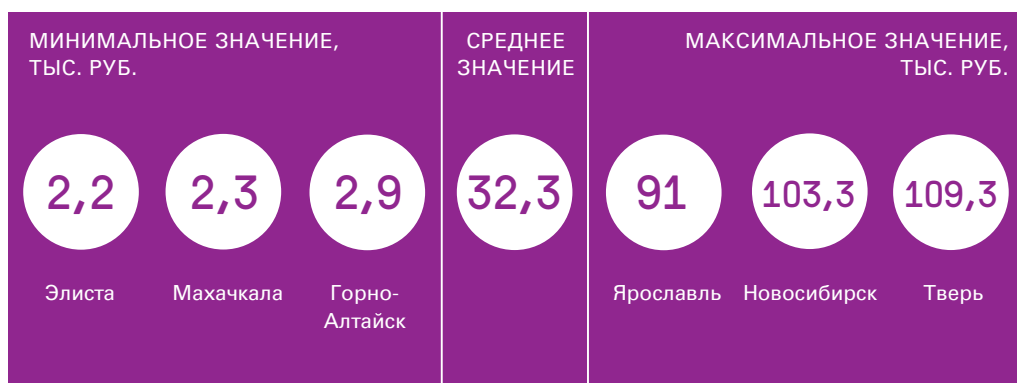 МИНИМАЛЬНОЕ ЗНАЧЕНИЕ,
ТЫС. РУБ.
2,2
Элиста
2,3
Махачкала
2,9
Горно-
Алтайск
СРЕДНЕЕ
ЗНАЧЕНИЕ
32,3
МАКСИМАЛЬНОЕ ЗНАЧЕНИЕ,
ТЫС. РУБ.
91
Ярославль
103,3
Новосибирск
109,3
Тверь